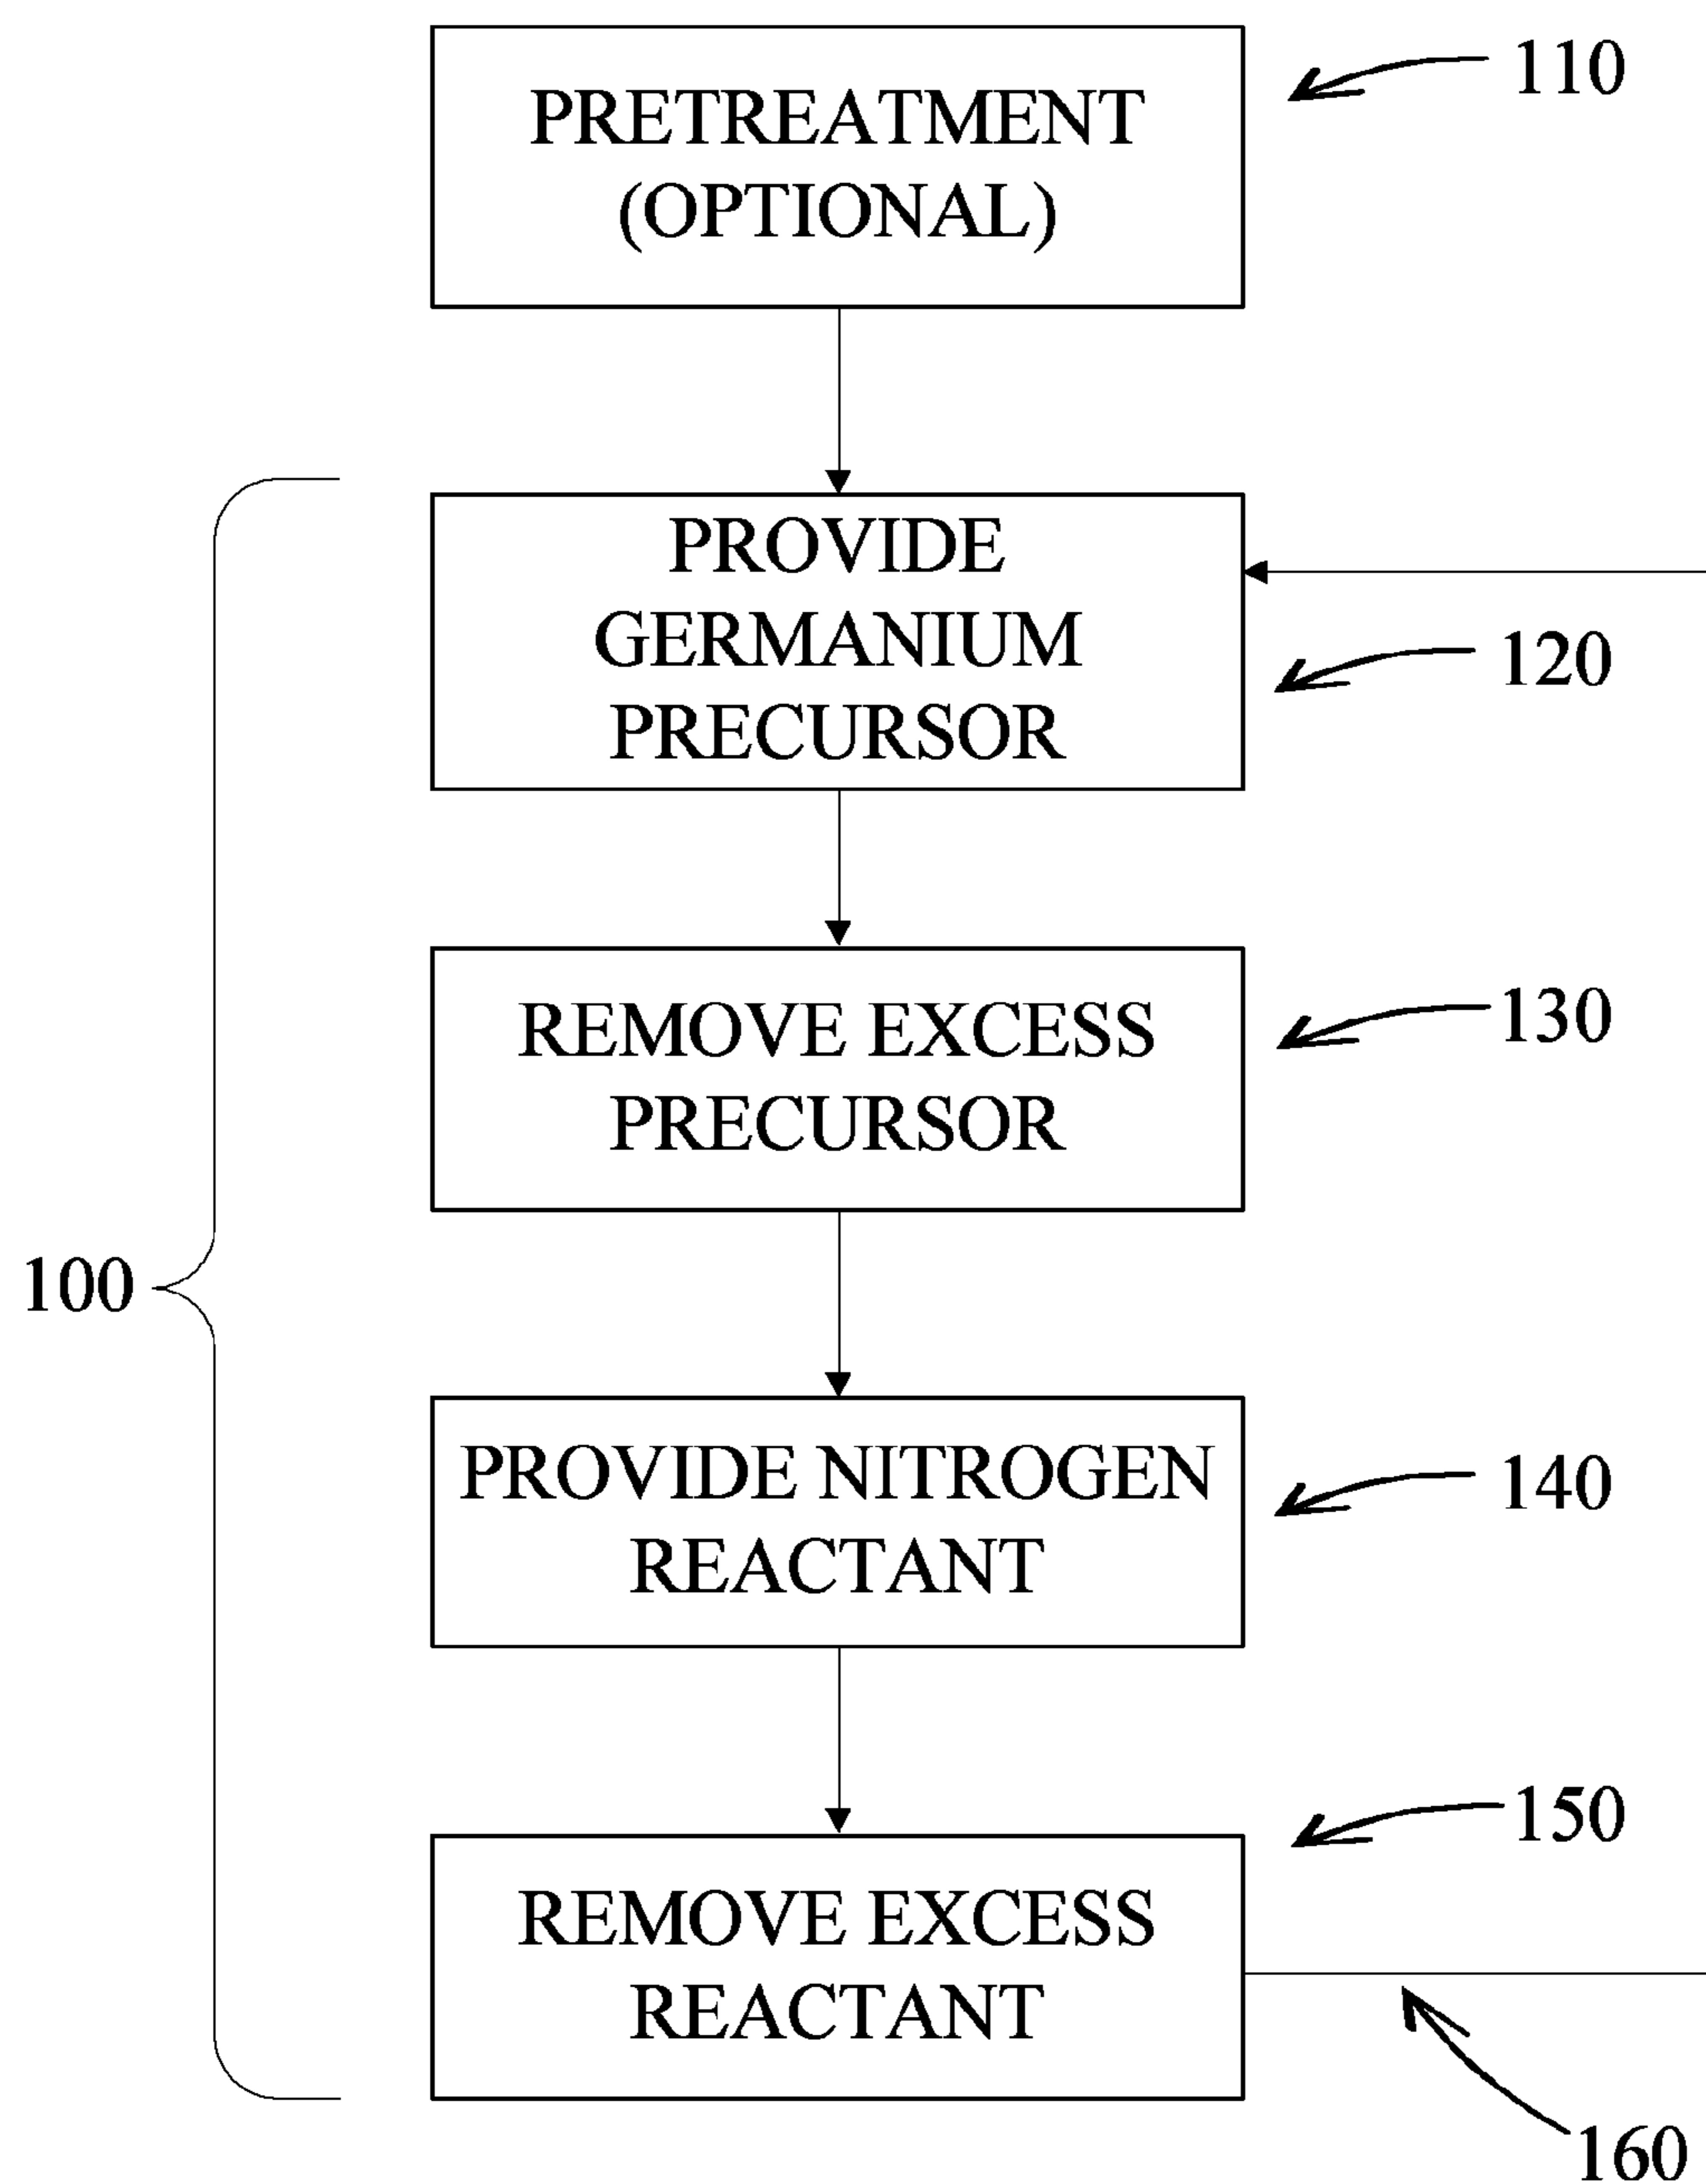 PRETREATMENT
(OPTIONAL)
110
PROVIDE
GERMANIUM
PRECURSOR
120
REMOVE EXCESS
PRECURSOR
130
100
PROVIDE NITROGEN
REACTANT
140
150
REMOVE EXCESS
REACTANT
160